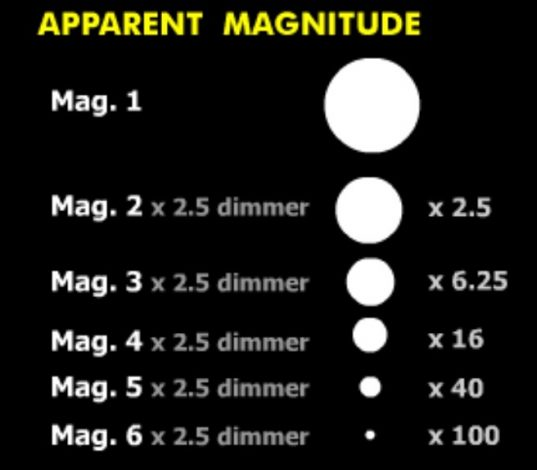 APPARENT MAGNITUDE
Mag. 1
Mag. 2 x 2.5 dimmer x 2.5
Mag. 3 x 2.5 dimmer x 6.25
Mag. 4 x 2.5 dimmer x 16
Mag. 5 x 2.5 dimmer x 40
Mag. 6 x 2.5 dimmer x 100